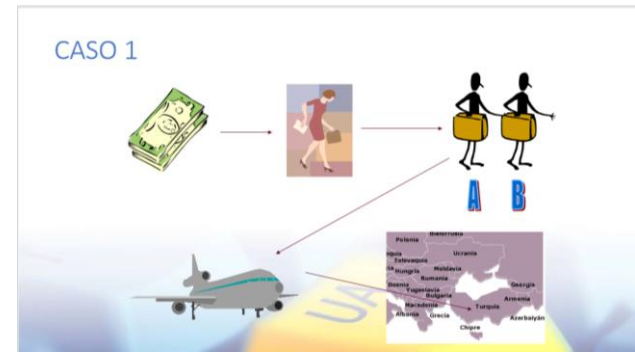 CASO 1
A B
Bielorrusia
Polonia
Ucrania
Eslovaquia
Hungría
Moldavia
Rumania
Bosnia
Yugoslavia
Bulgaria
Georgia
Macedonia
Turquía
Armenia
Albania
Grecia
Azerbaiyán
Chipre
UA